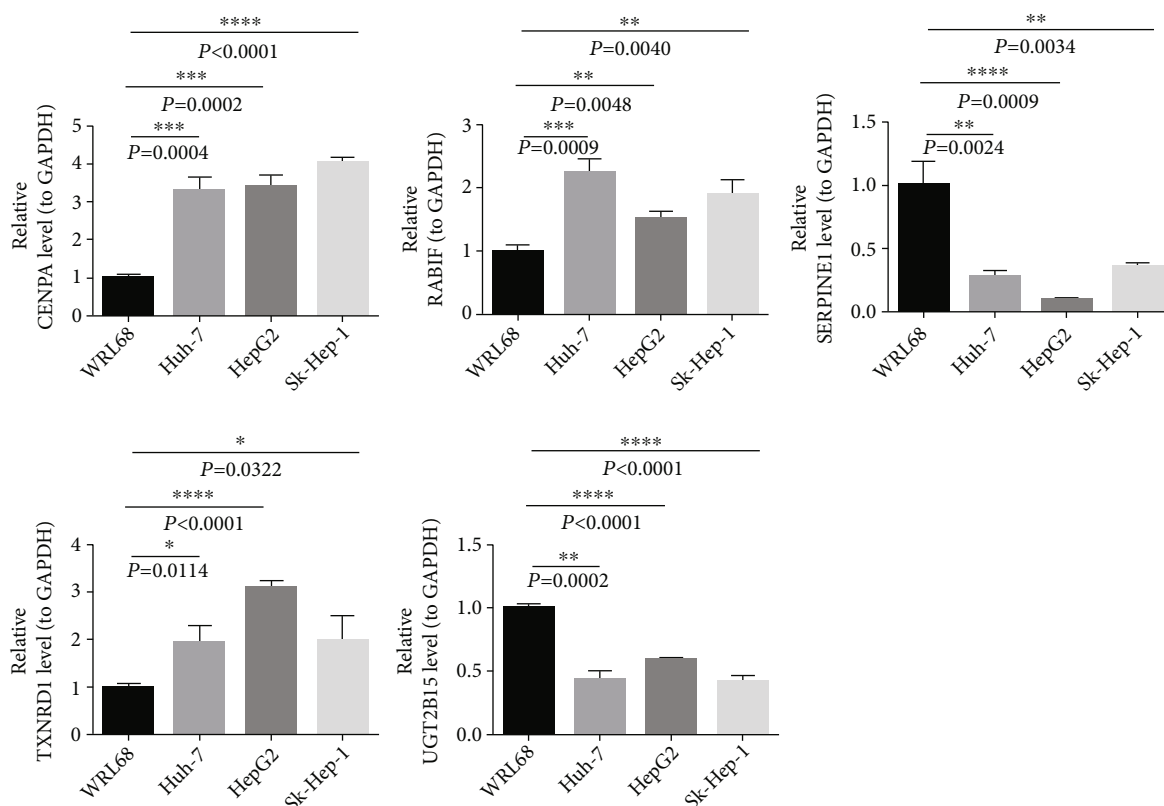 ****
P<0.0001
***
P=0.0002
***
P=0.0004
Relative
CENPA level (to GAPDH)
5
4
3
2
1
0
WRL68
Huh-7
HepG2
Sk-Hep-1
**
P=0.0040
**
P=0.0048
***
P=0.0009
Relative
RABIF (to GAPDH)
3
2
1
0
WRL68
Huh-7
HepG2
Sk-Hep-1
**
P=0.0034
****
P=0.0009
**
P=0.0024
Relative
SERPINE1 level (to GAPDH)
1.5
1.0
0.5
0.0
WRL68
Huh-7
HepG2
Sk-Hep-1
*
P=0.0322
****
P<0.0001
*
P=0.0114
Relative
TXNRD1 level (to GAPDH)
4
3
2
1
0
WRL68
Huh-7
HepG2
Sk-Hep-1
****
P<0.0001
****
P<0.0001
**
P=0.0002
Relative
UGT2B15 level (to GAPDH)
1.5
1.0
0.5
0.0
WRL68
Huh-7
HepG2
Sk-Hep-1